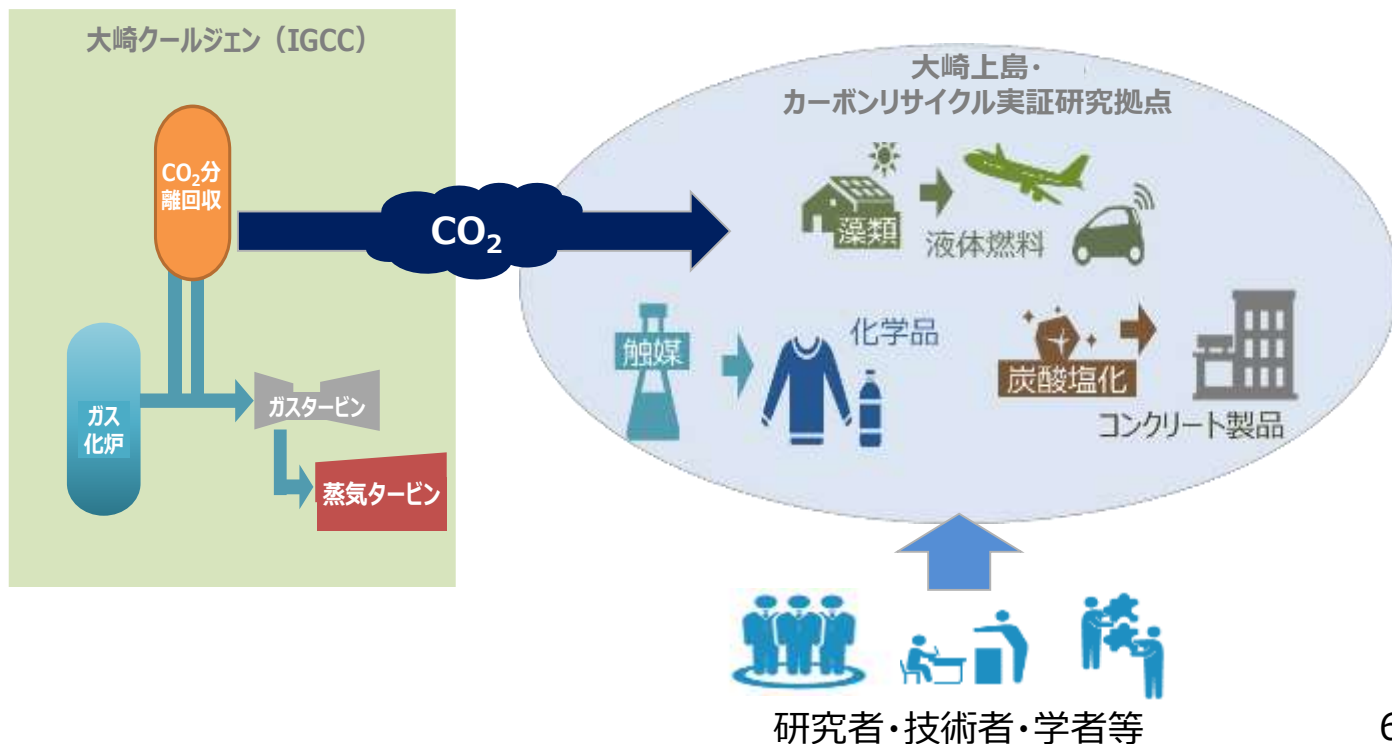 大崎クールジェン（IGCC）
CO2分
離回収
ガス
化炉
ガスタービン
蒸気タービン
CO2
大崎上島・
カーボンリサイクル実証研究拠点
藻類
液体燃料
触媒
化学品
炭酸塩化
コンクリート製品
研究者・技術者・学者等
6